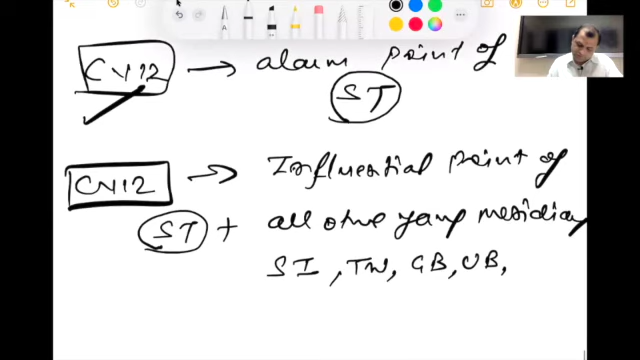 CV12 → alarm point of
ST
CV12 → Influential point of
ST + all other yang meridians
SI, TW, GB, UB,